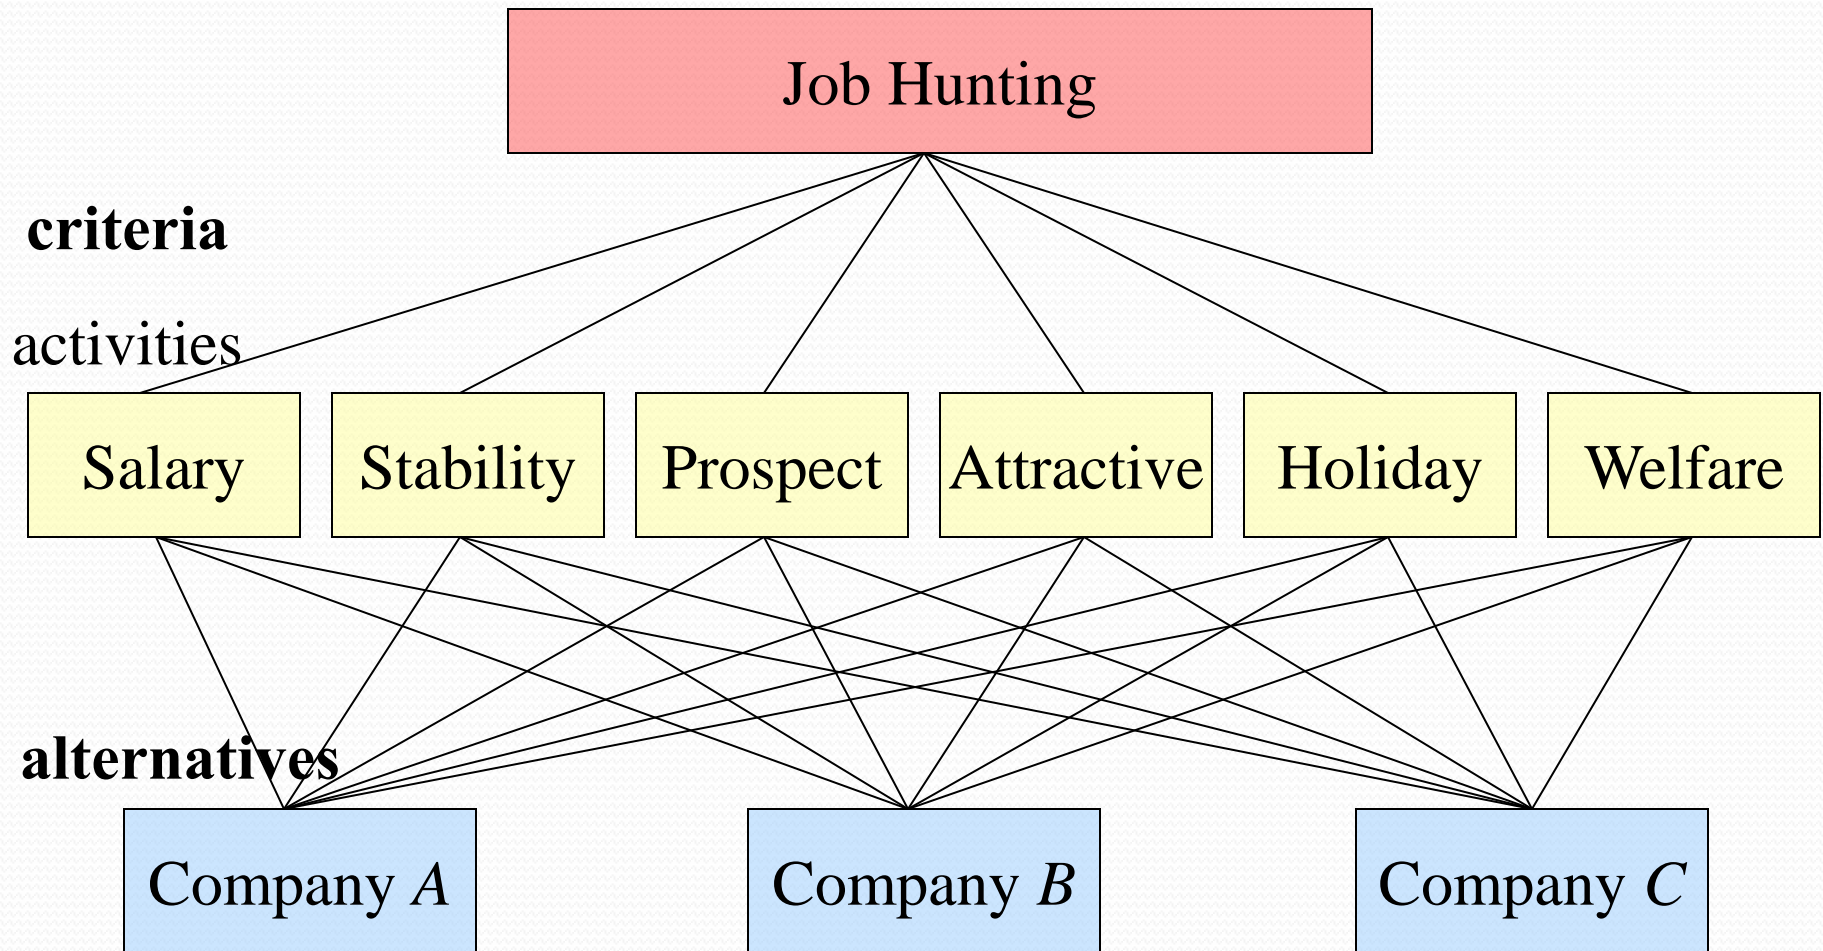 Job Hunting
criteria
activities
Salary
Stability
Prospect
Attractive
Holiday
Welfare
alternatives
Company A
Company B
Company C